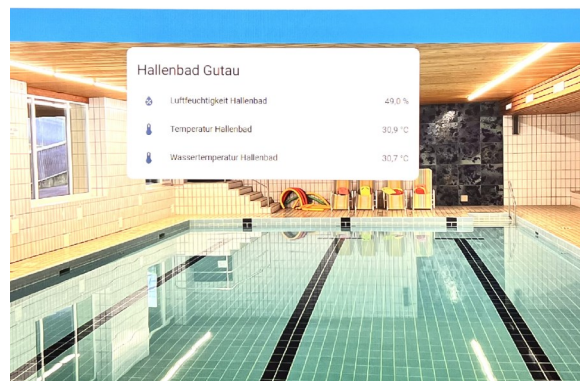 Hallenbad Gutau
Luftfeuchtigkeit Hallenbad 49,0 %
Temperatur Hallenbad 30,9 °C
Wassertemperatur Hallenbad 30,7 °C